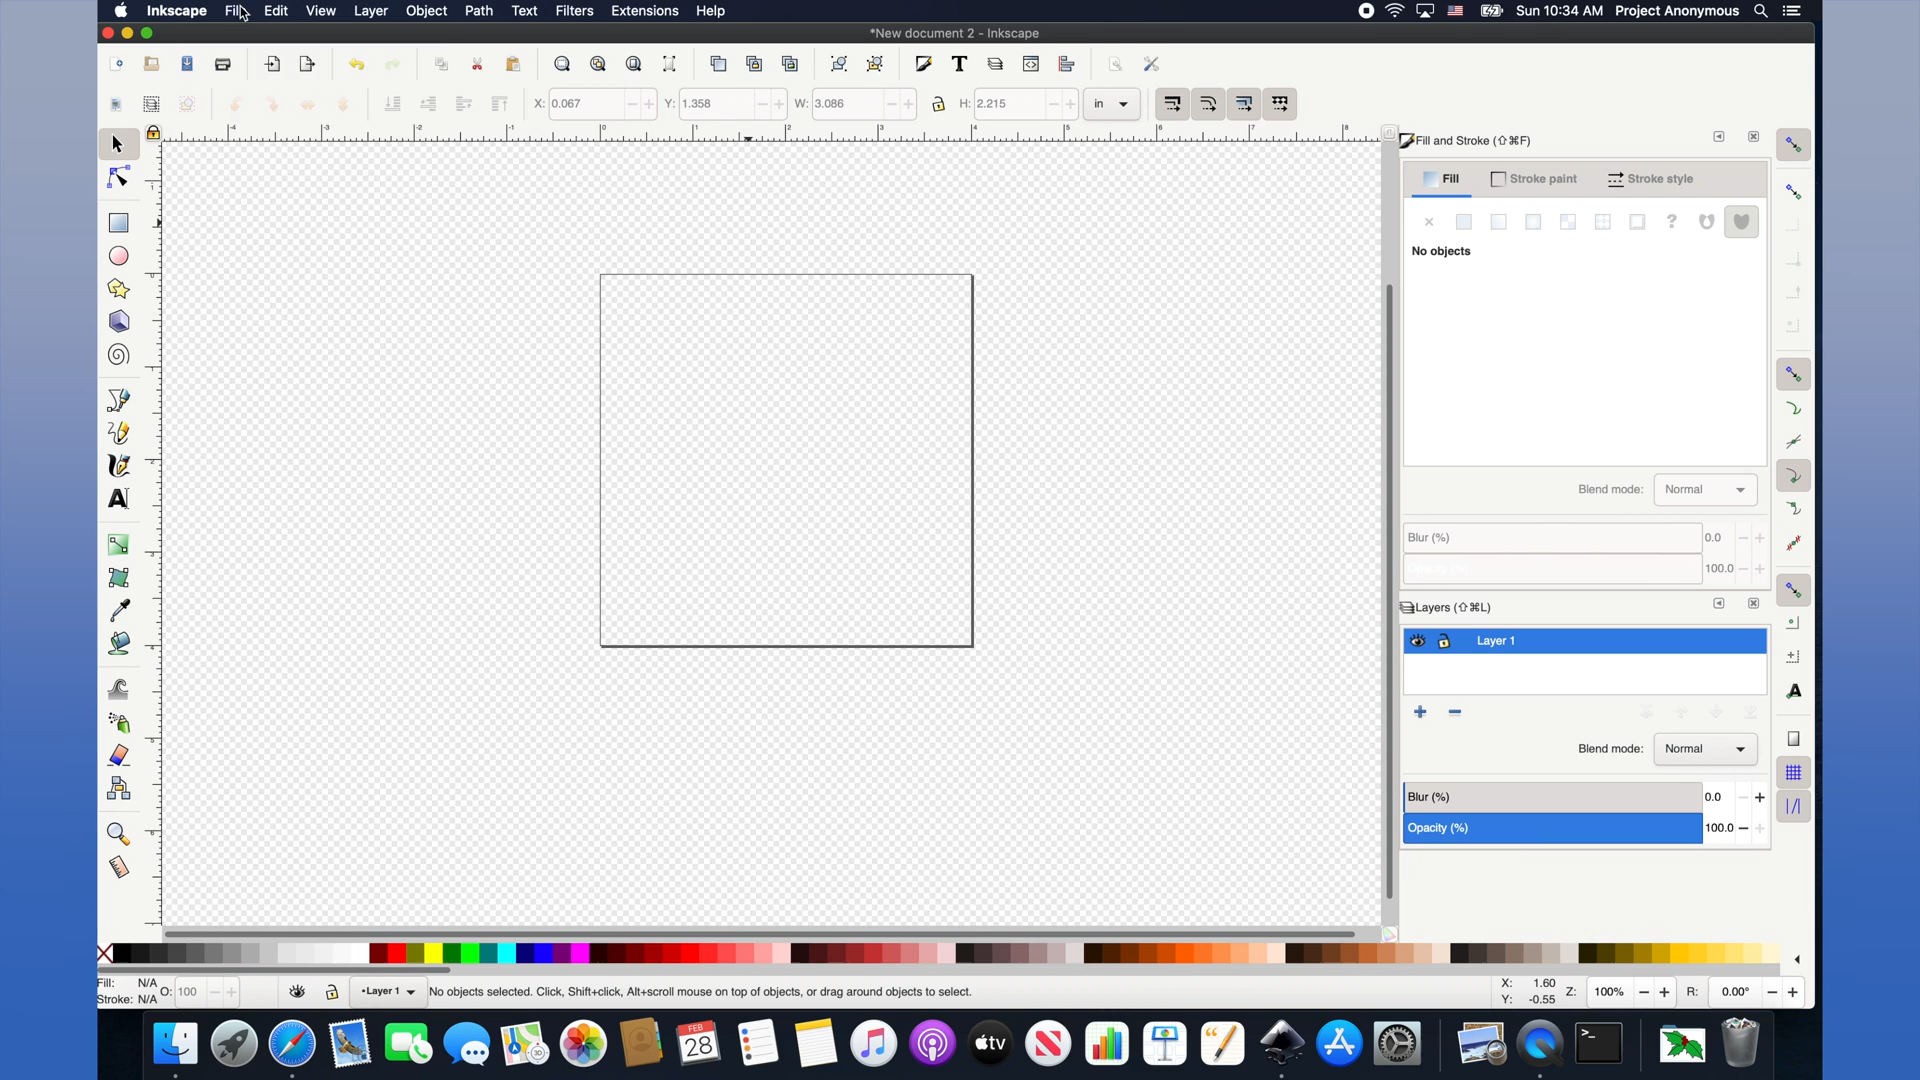 Inkscape File Edit View Layer Object Path Text Filters Extensions Help Sun 10:34 AM Project Anonymous
*New document 2 - Inkscape
X: 0.067 Y: 1.358 W: 3.086 H: 2.215 in
Fill and Stroke (⇧⌘F)
Fill Stroke paint Stroke style
No objects
Blend mode: Normal
Blur (%) 0.0
Opacity (%) 100.0
Layers (⇧⌘L)
Layer 1
Blend mode: Normal
Blur (%) 0.0
Opacity (%) 100.0
Fill: N/A O: 100
Stroke: N/A
•Layer 1 No objects selected. Click, Shift+click, Alt+scroll mouse on top of objects, or drag around objects to select.
X: 1.60 Z: 100% R: 0.00°
Y: -0.55
FEB
28
3D
tv